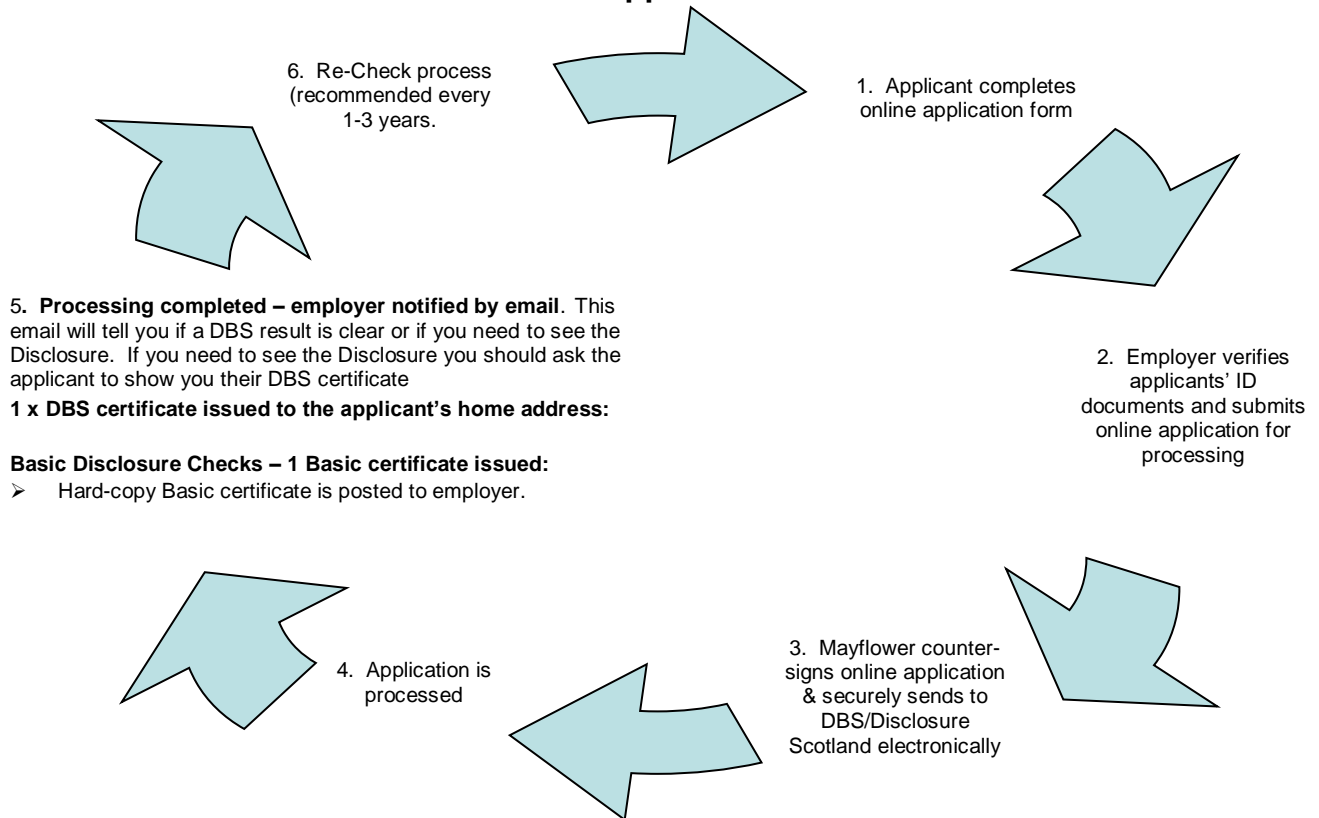 6. Re-Check process
(recommended every
1-3 years.
1. Applicant completes
online application form
2. Employer verifies
applicants’ ID
documents and submits
online application for
processing
3. Mayflower counter-
signs online application
& securely sends to
DBS/Disclosure
Scotland electronically
4. Application is
processed
5. Processing completed – employer notified by email. This
email will tell you if a DBS result is clear or if you need to see the
Disclosure. If you need to see the Disclosure you should ask the
applicant to show you their DBS certificate
1 x DBS certificate issued to the applicant’s home address:
Basic Disclosure Checks – 1 Basic certificate issued:
➢ Hard-copy Basic certificate is posted to employer.